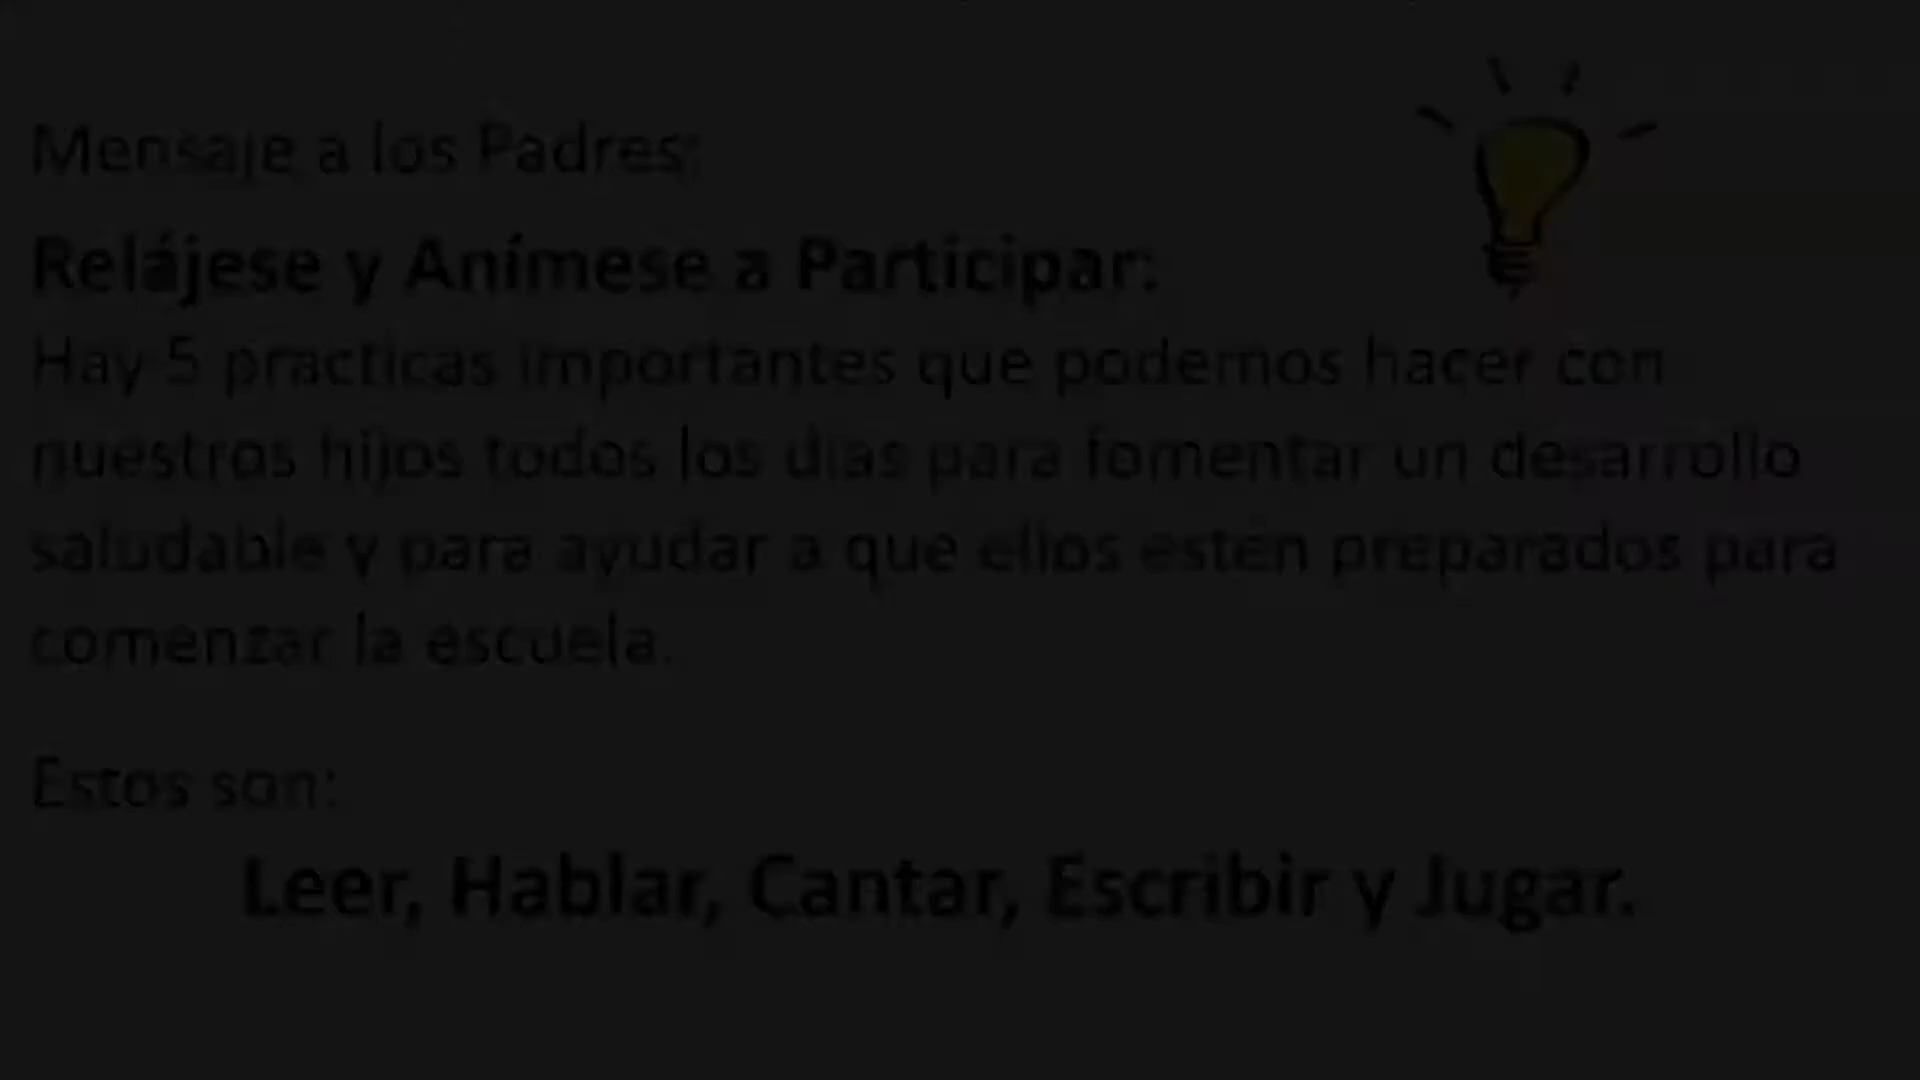 Mensaje a los Padres:
Relájese y Anímese a Participar:
Hay 5 practicas importantes que podemos hacer con
nuestros hijos todos los dias para fomentar un desarrollo
saludable y para ayudar a que ellos estén preparados para
comenzar la escuela.
Estos son:
Leer, Hablar, Cantar, Escribir y Jugar.